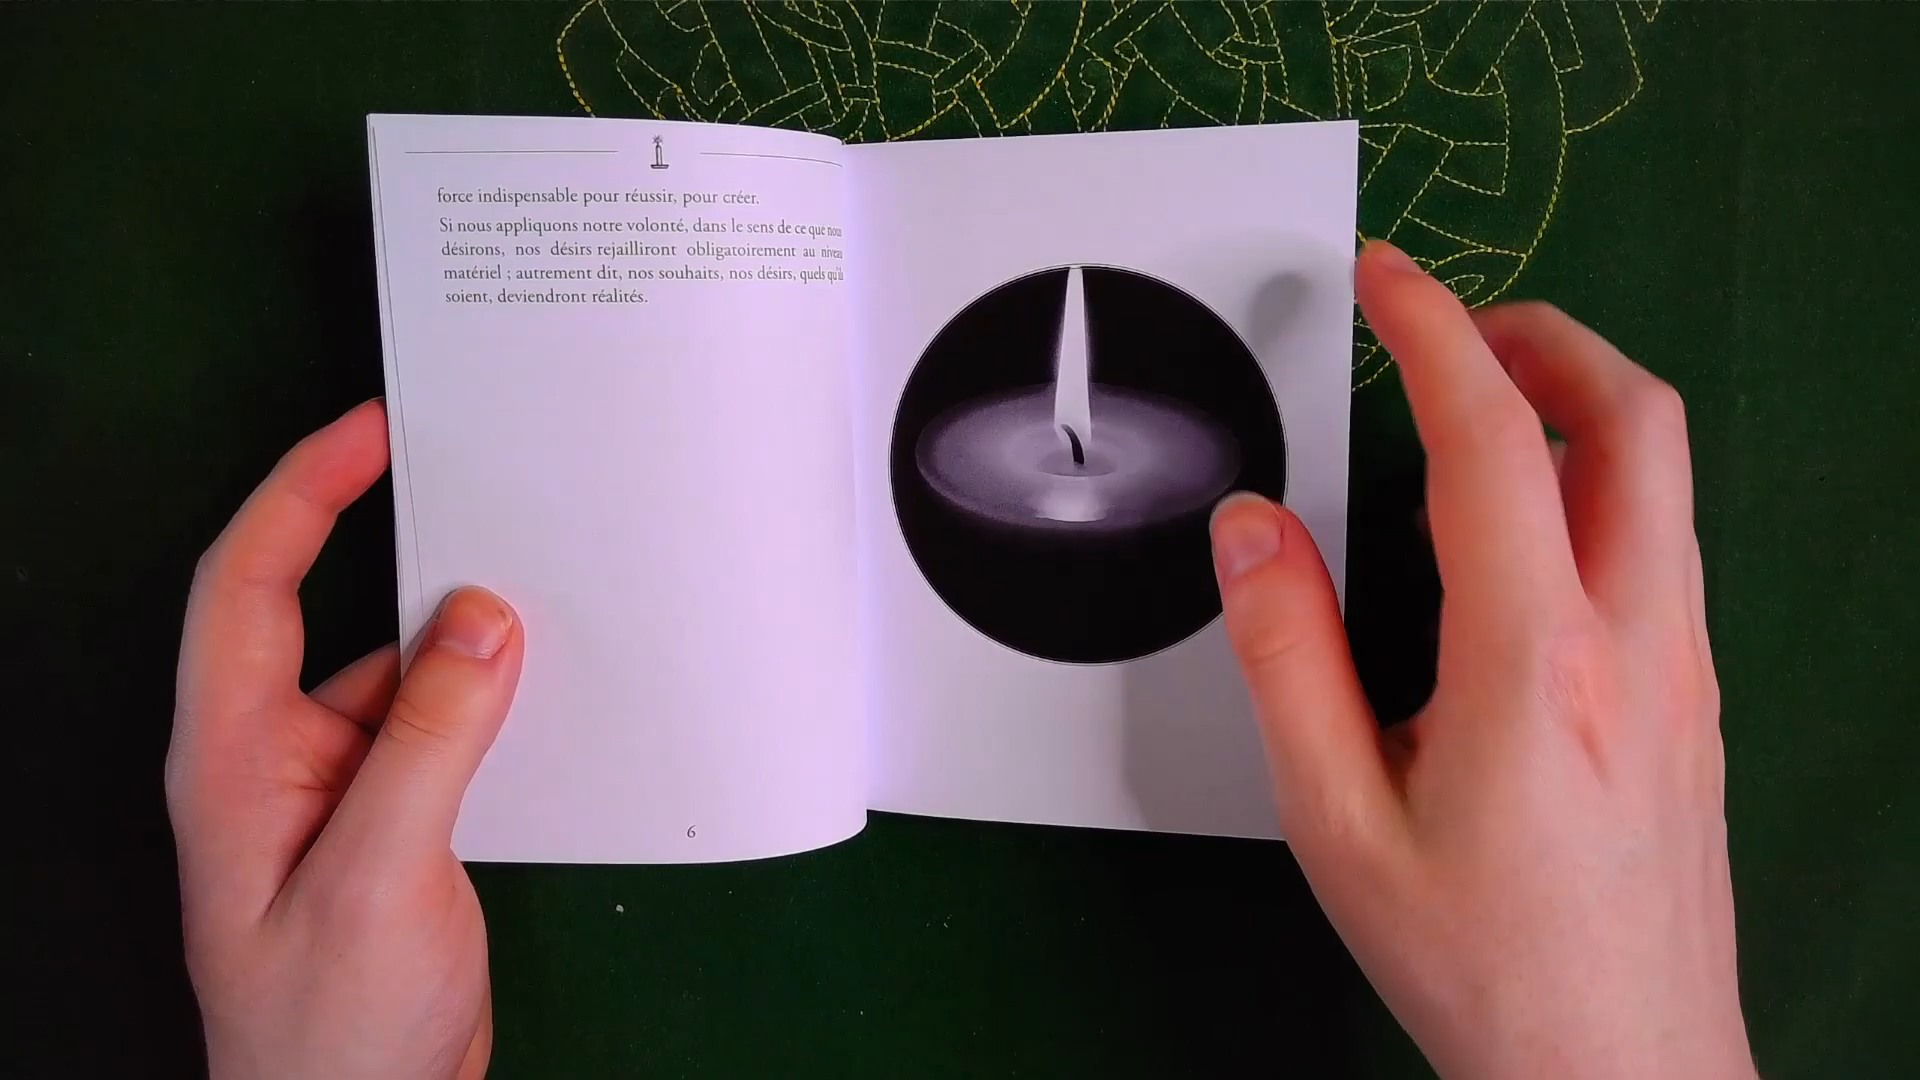 force indispensable pour réussir, pour créer.
Si nous appliquons notre volonté, dans le sens de ce que nous
désirons, nos désirs rejailliront obligatoirement au niveau
matériel ; autrement dit, nos souhaits, nos désirs, quels qu'ils
soient, deviendront réalités.
6